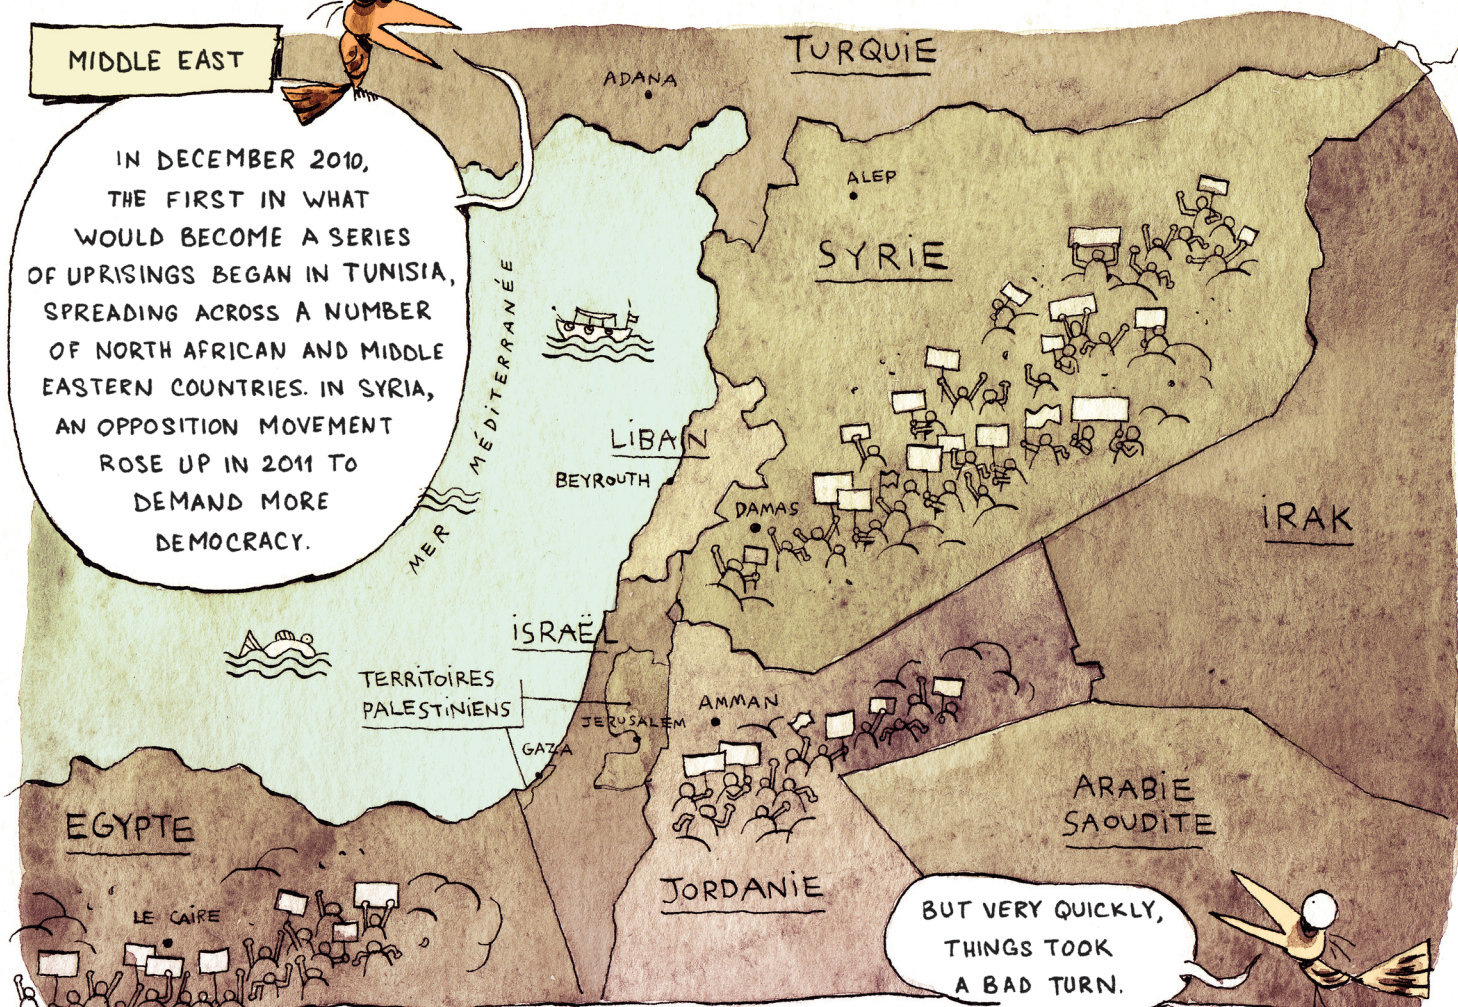 MIDDLE EAST
IN DECEMBER 2010,
THE FIRST IN WHAT
WOULD BECOME A SERIES
OF UPRISINGS BEGAN IN TUNISIA,
SPREADING ACROSS A NUMBER
OF NORTH AFRICAN AND MIDDLE
EASTERN COUNTRIES. IN SYRIA,
AN OPPOSITION MOVEMENT
ROSE UP IN 2011 TO
DEMAND MORE
DEMOCRACY.
TURQUIE
ADANA
ALEP
SYRIE
MER MÉDITERRANÉE
LIBAN
BEYROUTH
DAMAS
IRAK
ISRAËL
TERRITOIRES
PALESTINIENS
JERUSALEM
GAZA
AMMAN
EGYPTE
LE CAIRE
JORDANIE
ARABIE
SAOUDITE
BUT VERY QUICKLY,
THINGS TOOK
A BAD TURN.